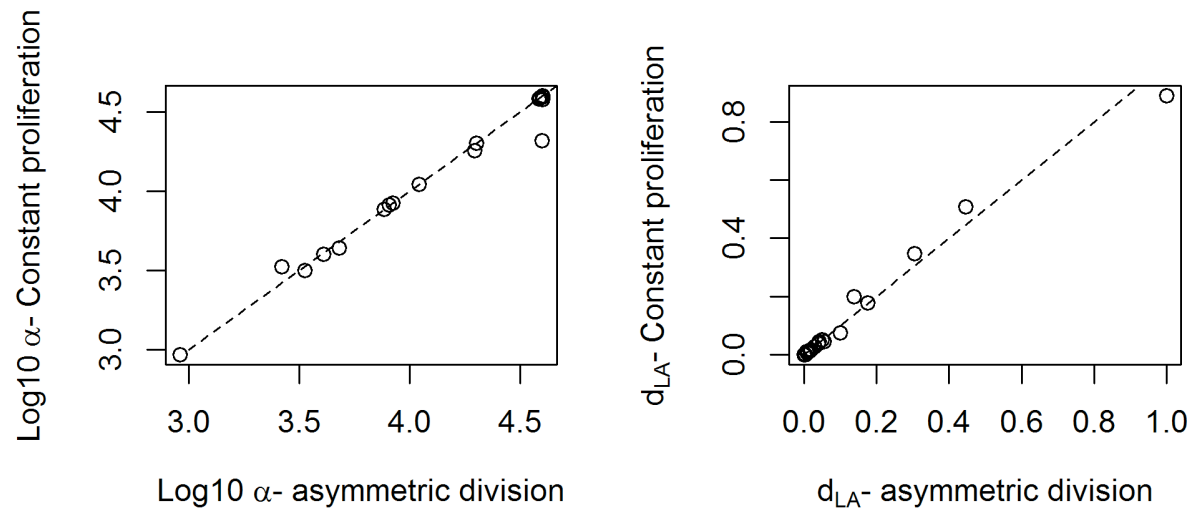 Log10 α- Constant proliferation
4.5
4.0
3.5
3.0
3.0 3.5 4.0 4.5
Log10 α- asymmetric division
dLA- Constant proliferation
0.8
0.4
0.0
0.0 0.2 0.4 0.6 0.8 1.0
dLA- asymmetric division